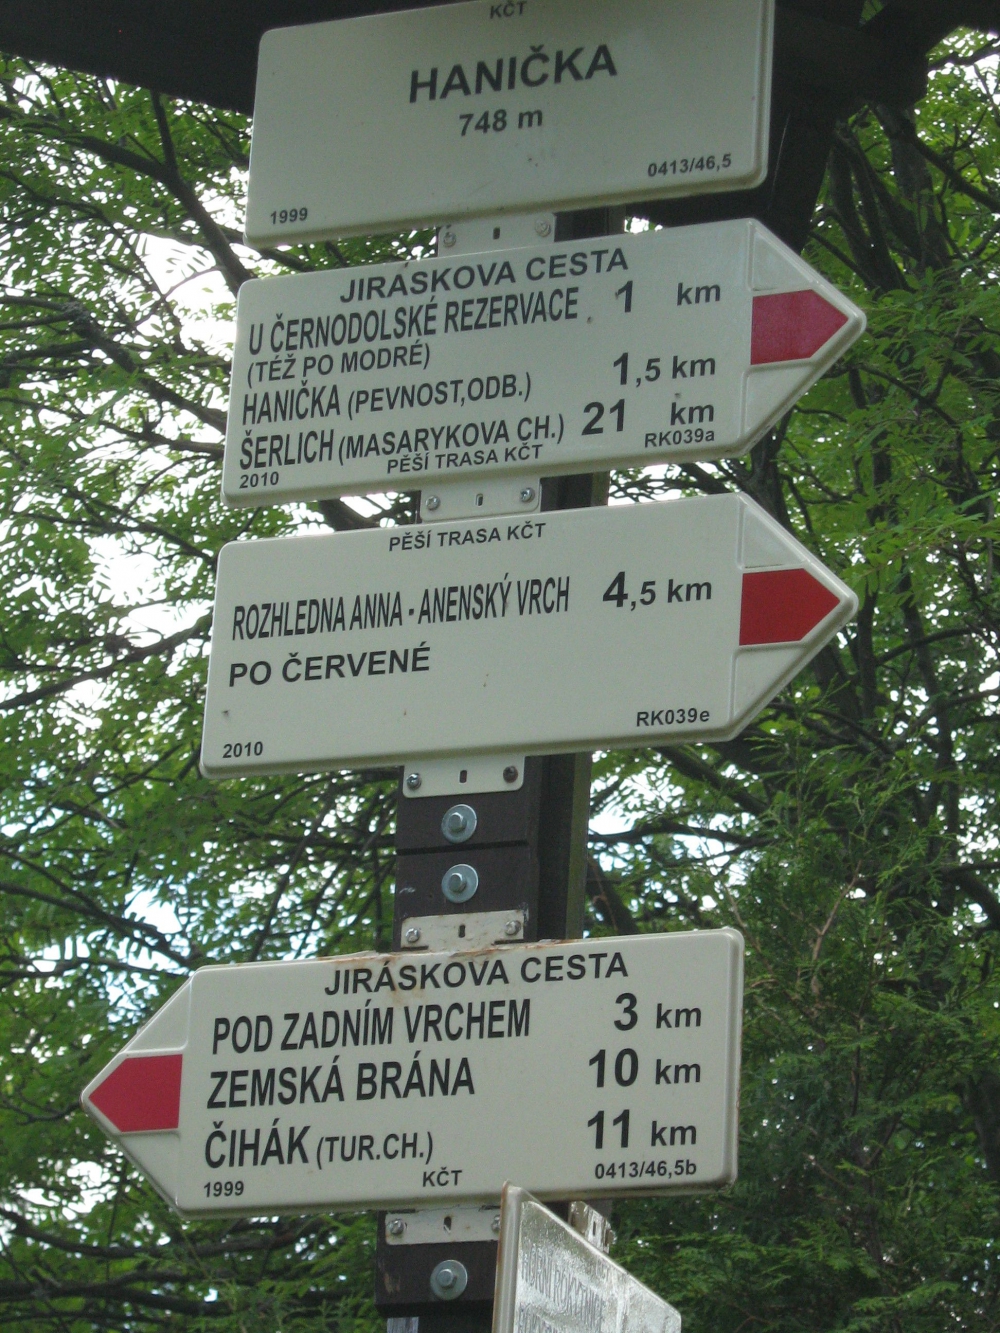 KČT
HANIČKA
748 m
1999 0413/46,5
JIRÁSKOVA CESTA
U ČERNODOLSKÉ REZERVACE 1 km
(TÉŽ PO MODRÉ)
HANIČKA (PEVNOST,ODB.) 1,5 km
ŠERLICH (MASARYKOVA CH.) 21 km
2010 PĚŠÍ TRASA KČT RK039a
PĚŠÍ TRASA KČT
ROZHLEDNA ANNA - ANENSKÝ VRCH 4,5 km
PO ČERVENÉ
2010 RK039e
JIRÁSKOVA CESTA
POD ZADNÍM VRCHEM 3 km
ZEMSKÁ BRÁNA 10 km
ČIHÁK (TUR.CH.) 11 km
1999 KČT 0413/46,5b